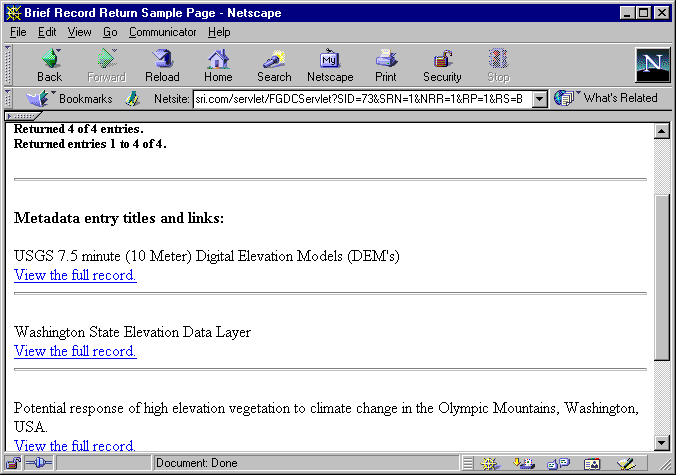 Brief Record Return Sample Page - Netscape
File Edit View Go Communicator Help
My
N
Back Forward Reload Home Search Netscape Print Security Stop
Bookmarks Netsite: sri.com/servlet/FGDCServlet?SID=73&SRN=1&NRR=1&RP=1&RS=B What's Related
Returned 4 of 4 entries.
Returned entries 1 to 4 of 4.
Metadata entry titles and links:
USGS 7.5 minute (10 Meter) Digital Elevation Models (DEM's)
View the full record.
Washington State Elevation Data Layer
View the full record.
Potential response of high elevation vegetation to climate change in the Olympic Mountains, Washington,
USA.
View the full record.
Document: Done